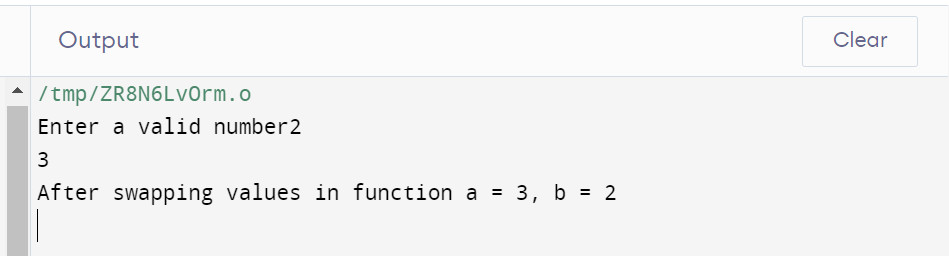 Output
Clear
/tmp/ZR8N6LvOrm.o
Enter a valid number2
3
After swapping values in function a = 3, b = 2